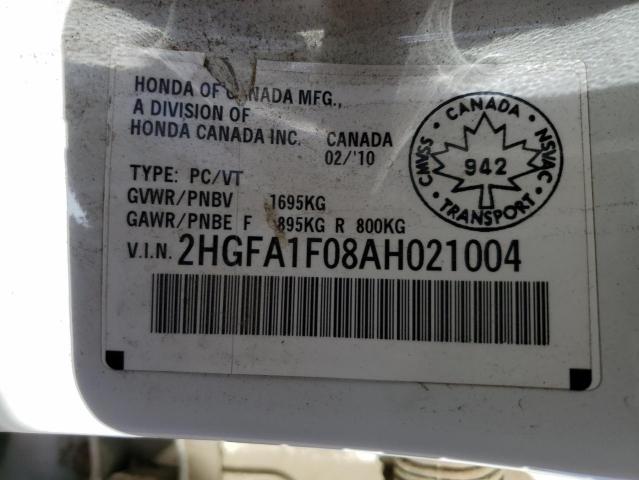 HONDA OF CANADA MFG.,
A DIVISION OF
HONDA CANADA INC. CANADA
02/'10
TYPE: PC/VT
GVWR/PNBV 1695KG
GAWR/PNBE F 895KG R 800KG
V.I.N. 2HGFA1F08AH021004
CANADA
CMVSS NSVAC
942
TRANSPORT